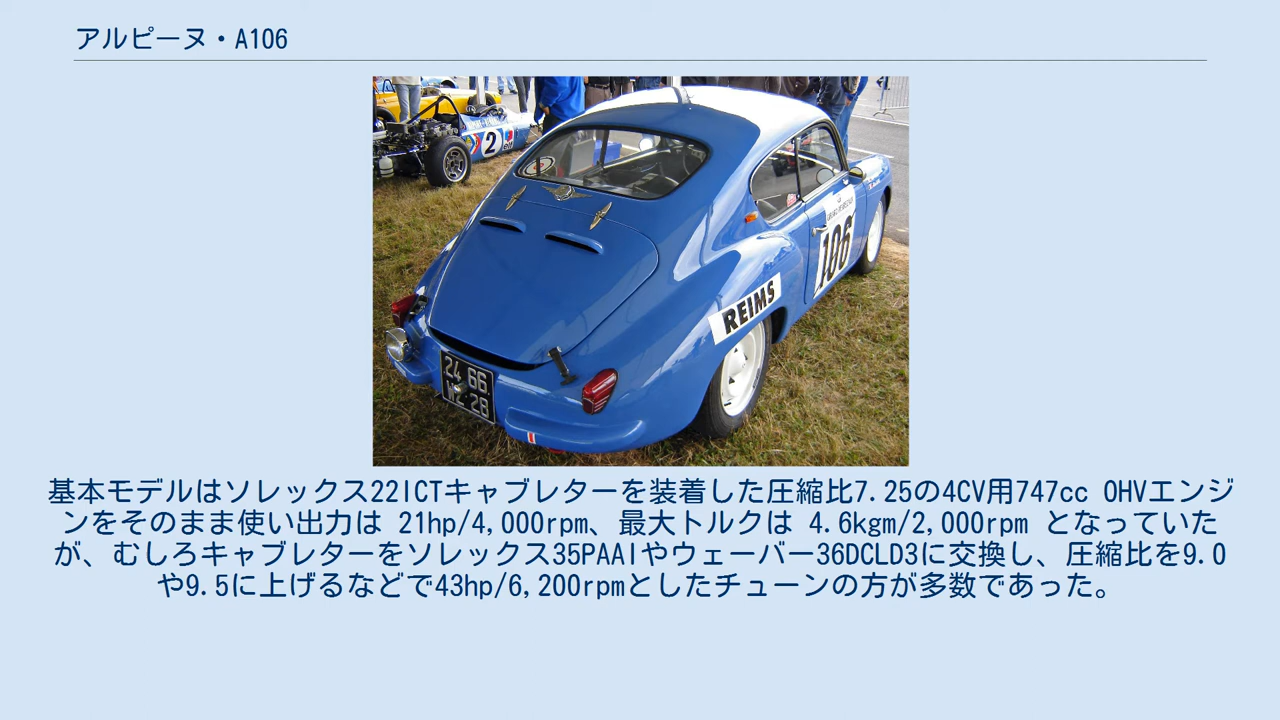 アルピーヌ・A106
2
106
REIMS
24 66
WZ 28
基本モデルはソレックス22ICTキャブレターを装着した圧縮比7.25の4CV用747cc OHVエンジ
ンをそのまま使い出力は 21hp/4,000rpm、最大トルクは 4.6kgm/2,000rpm となっていた
が、むしろキャブレターをソレックス35PAAIやウェーバー36DCLD3に交換し、圧縮比を9.0
や9.5に上げるなどで43hp/6,200rpmとしたチューンの方が多数であった。